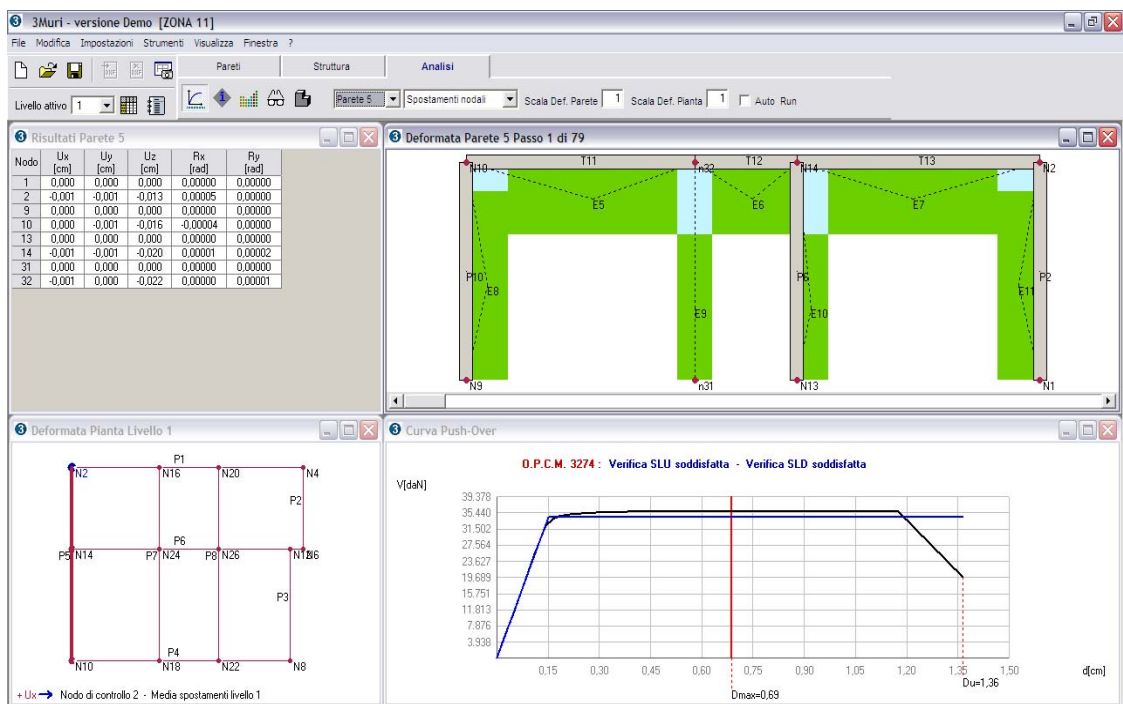 3Muri - versione Demo [ZONA 11]
File Modifica Impostazioni Strumenti Visualizza Finestra ?
Pareti Struttura Analisi
Livello attivo 1 Parete 5 Spostamenti nodali Scala Def. Parete 1 Scala Def. Pianta 1 Auto Run
Risultati Parete 5
Nodo Ux [cm] Uy [cm] Uz [cm] Rx [rad] Ry [rad]
1 0,000 0,000 0,000 0,00000 0,00000
2 -0,001 -0,001 -0,013 0,00005 0,00000
9 0,000 0,000 0,000 0,00000 0,00000
10 0,000 -0,001 -0,016 -0,00004 0,00000
13 0,000 0,000 0,000 0,00000 0,00000
14 -0,001 -0,001 -0,020 0,00001 0,00002
31 0,000 0,000 0,000 0,00000 0,00000
32 -0,001 0,000 -0,022 0,00000 0,00001
Deformata Parete 5 Passo 1 di 79
T11 T12 T13
N10 n32 N14 N2
E5 E6 E7
P10 P6 P2
E8 E11
E9 E10
N9 n31 N13 N1
Deformata Pianta Livello 1
P1
N2 N16 N20 N4
P2
P6
P5 N14 P7 N24 P8 N26 N12 N6
P3
P4
N10 N18 N22 N8
+ Ux Nodo di controllo 2 - Media spostamenti livello 1
Curva Push-Over
O.P.C.M. 3274 : Verifica SLU soddisfatta - Verifica SLD soddisfatta
V[daN]
39.378
35.440
31.502
27.564
23.627
19.689
15.751
11.813
7.876
3.938
0,15 0,30 0,45 0,60 0,75 0,90 1,05 1,20 1,35 1,50 d[cm]
Du=1,36
Dmax=0,69